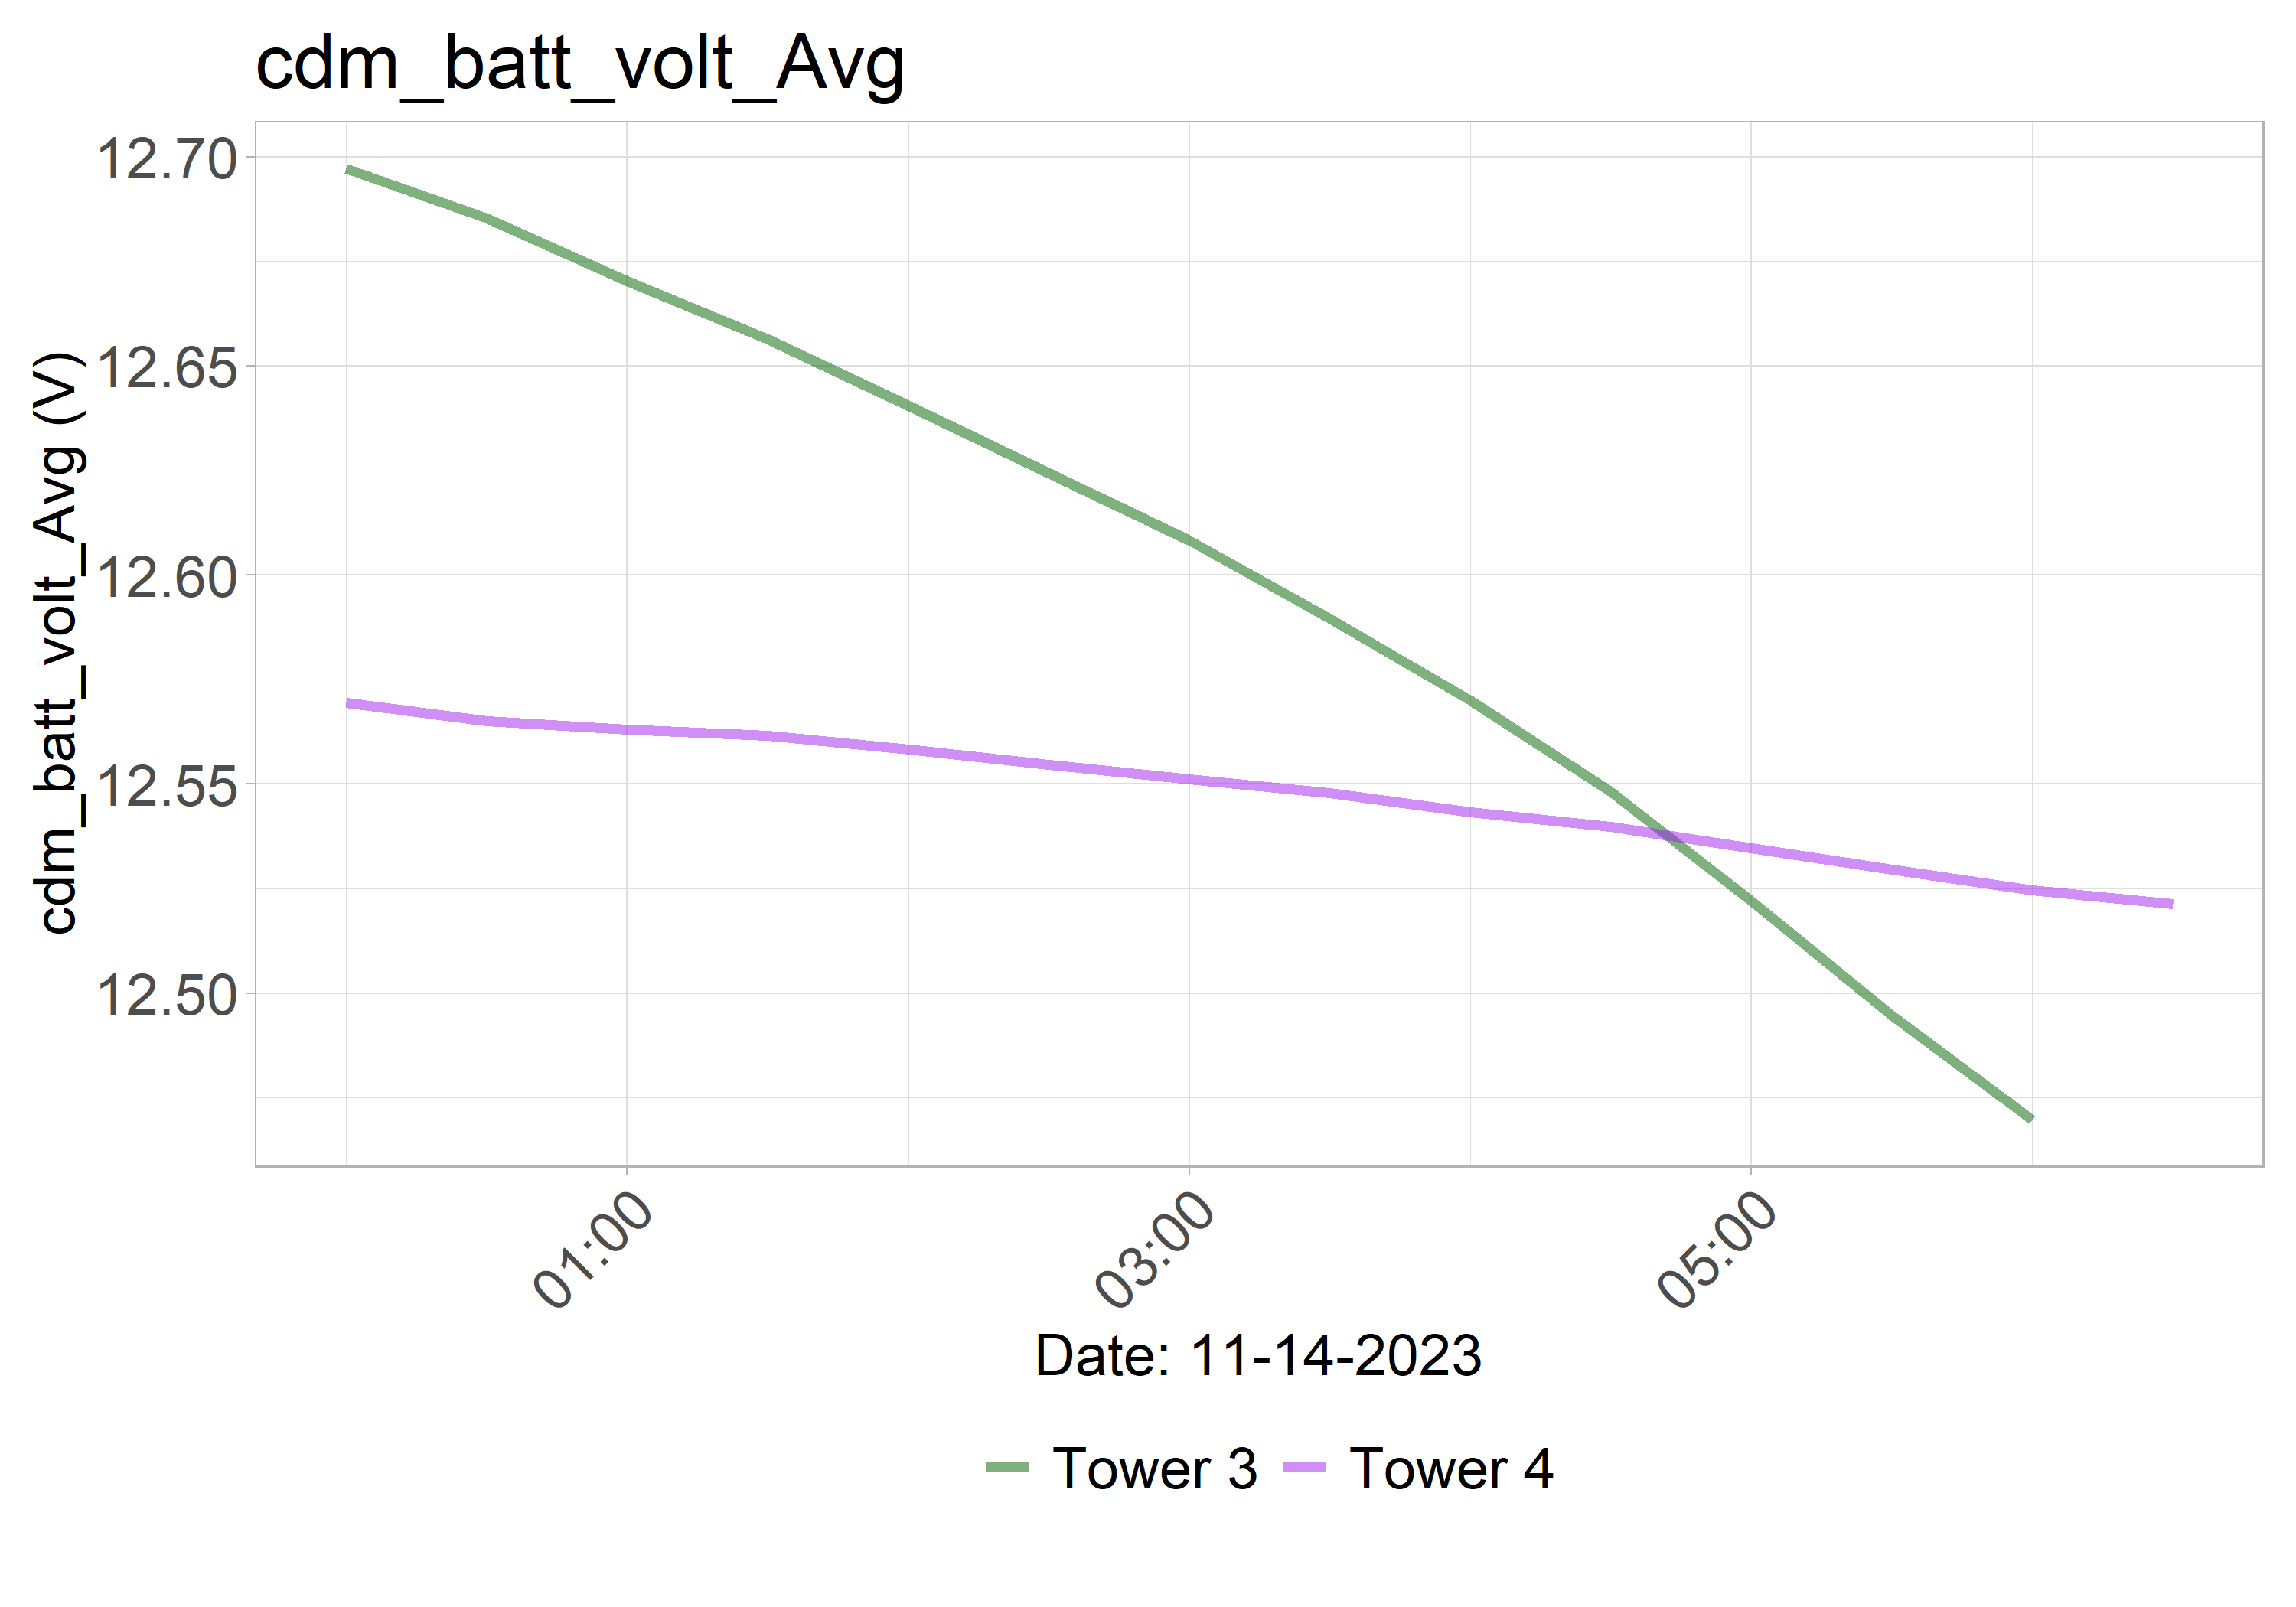 cdm_batt_volt_Avg
cdm_batt_volt_Avg (V)
12.70
12.65
12.60
12.55
12.50
01:00
03:00
05:00
Date: 11-14-2023
Tower 3
Tower 4